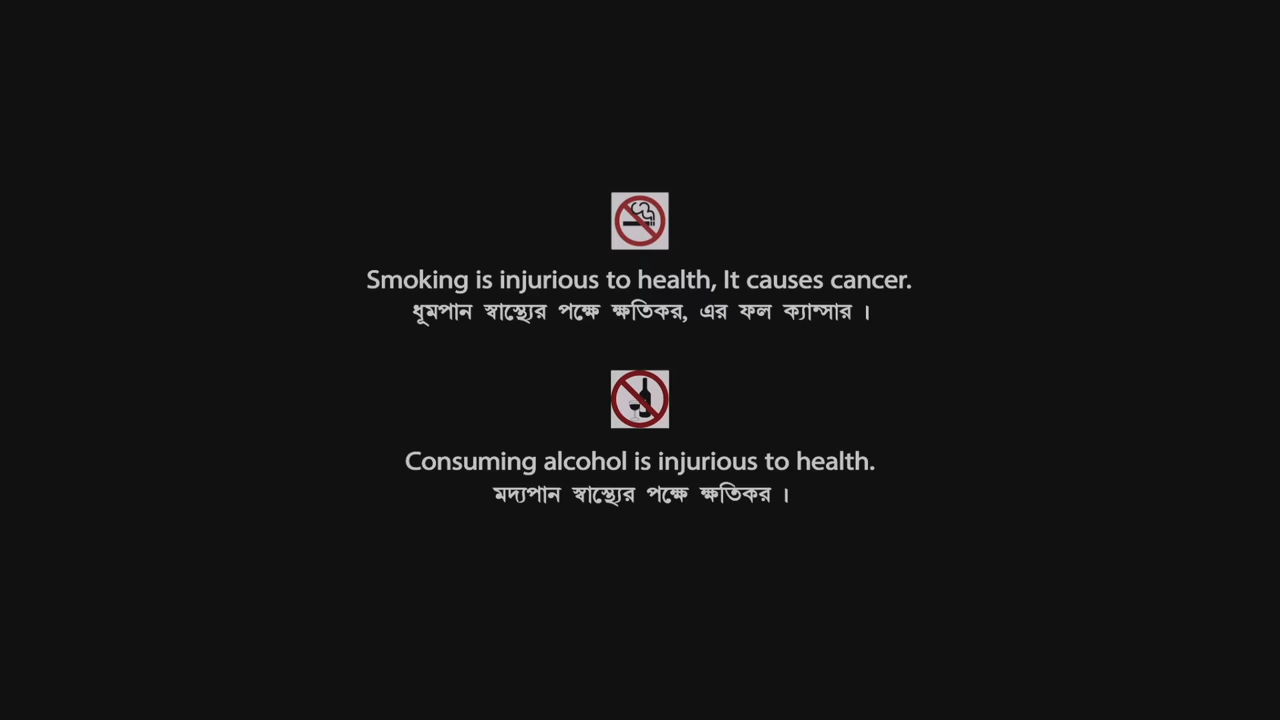 Smoking is injurious to health, It causes cancer.
ধূমপান স্বাস্থ্যের পক্ষে ক্ষতিকর, এর ফল ক্যান্সার ।
Consuming alcohol is injurious to health.
মদ্যপান স্বাস্থ্যের পক্ষে ক্ষতিকর ।